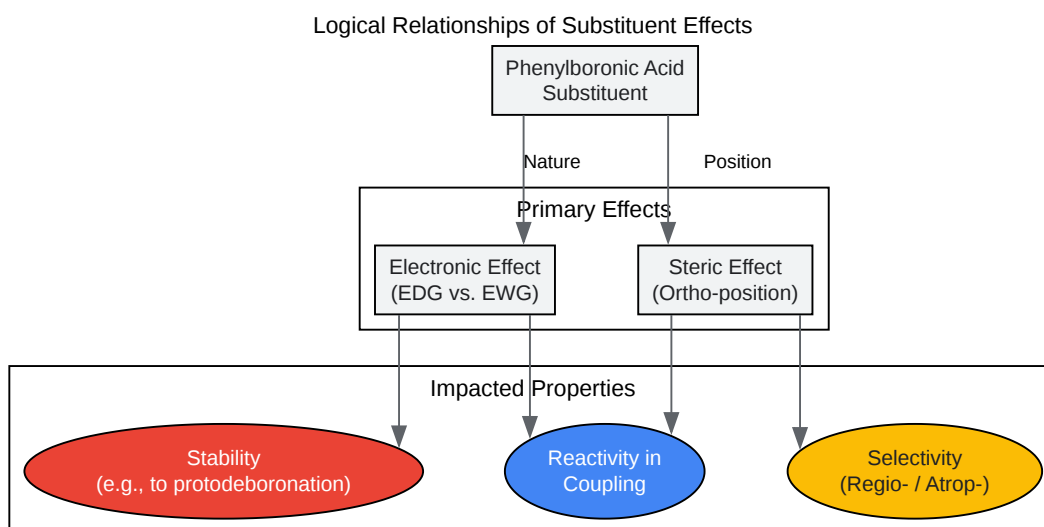 Logical Relationships of Substituent Effects
Phenylboronic Acid
Substituent
Nature
Position
Primary Effects
Electronic Effect
(EDG vs. EWG)
Steric Effect
(Ortho-position)
Impacted Properties
Stability
(e.g., to protodeboronation)
Reactivity in
Coupling
Selectivity
(Regio- / Atrop-)